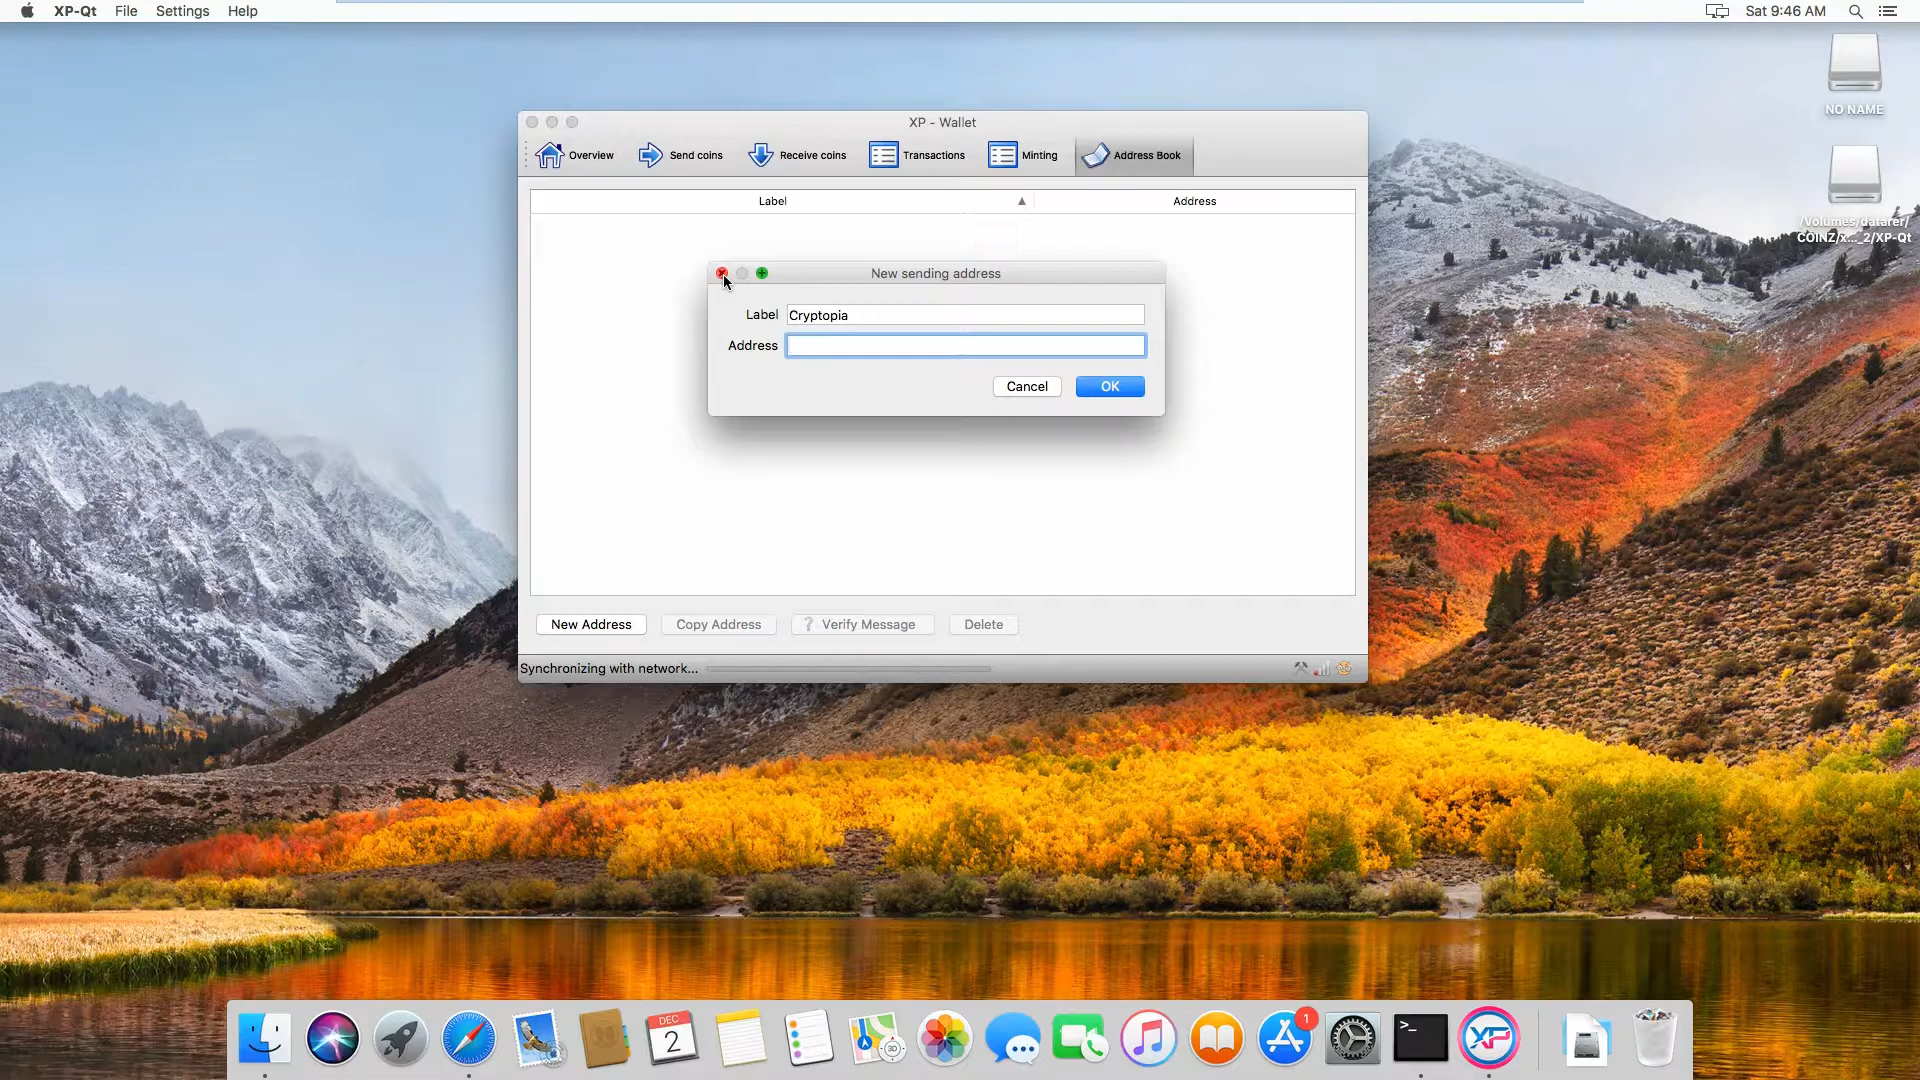 XP-Qt File Settings Help
Sat 9:46 AM
NO NAME
/Volumes/datarer/
COINZ/x..._2/XP-Qt
XP - Wallet
Overview Send coins Receive coins Transactions Minting Address Book
Label Address
New sending address
Label Cryptopia
Address
Cancel OK
New Address Copy Address ? Verify Message Delete
Synchronizing with network...
DEC
2
3D
1
>_
XP